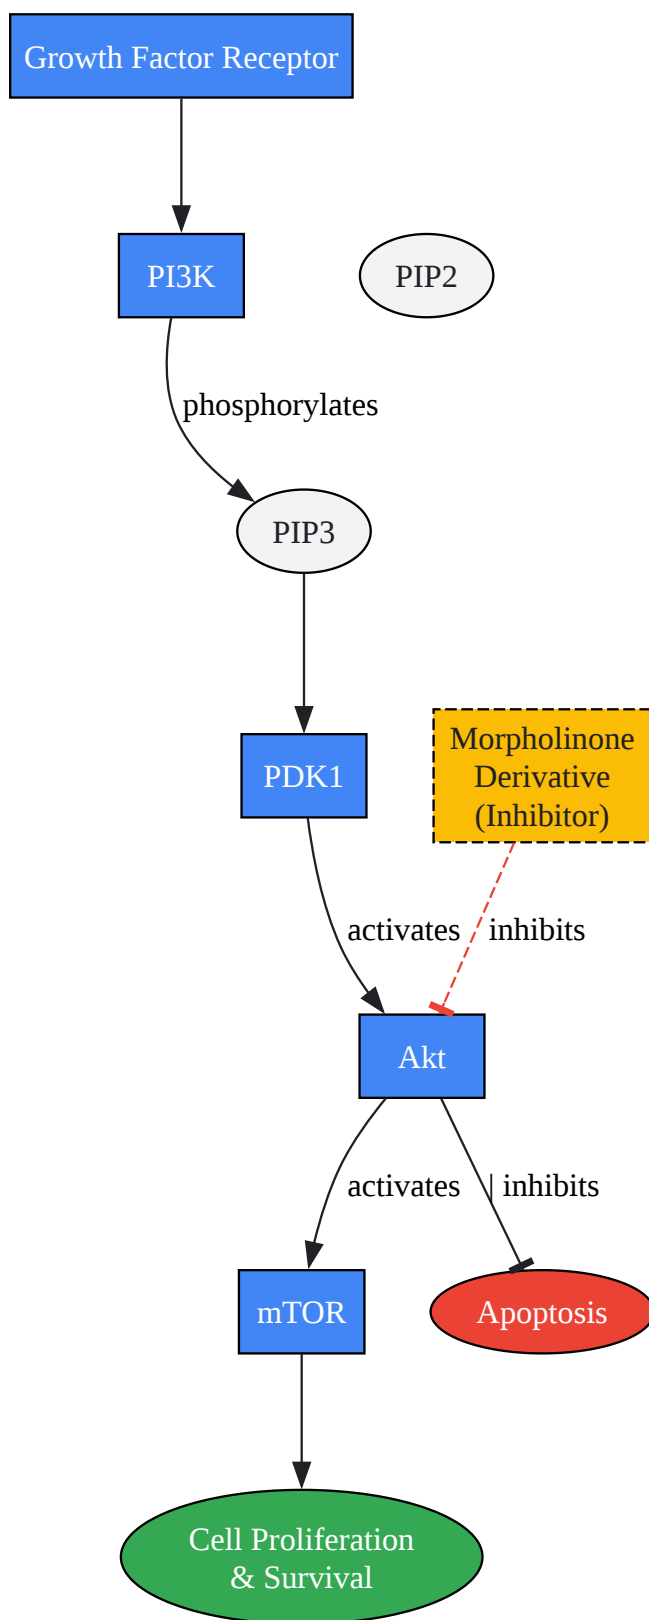 Growth Factor Receptor
PI3K
PIP2
phosphorylates
PIP3
PDK1
Morpholinone
Derivative
(Inhibitor)
activates
inhibits
Akt
activates
| inhibits
mTOR
Apoptosis
Cell Proliferation
& Survival